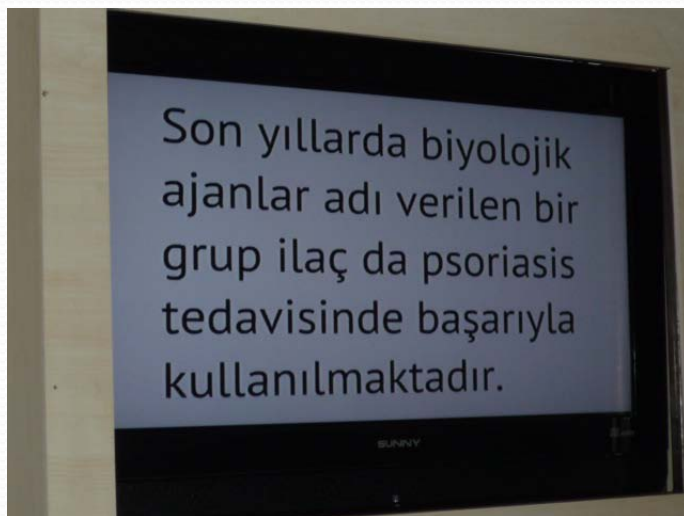 Son yıllarda biyolojik
ajanlar adı verilen bir
grup ilaç da psoriasis
tedavisinde başarıyla
kullanılmaktadır.
SUNNY